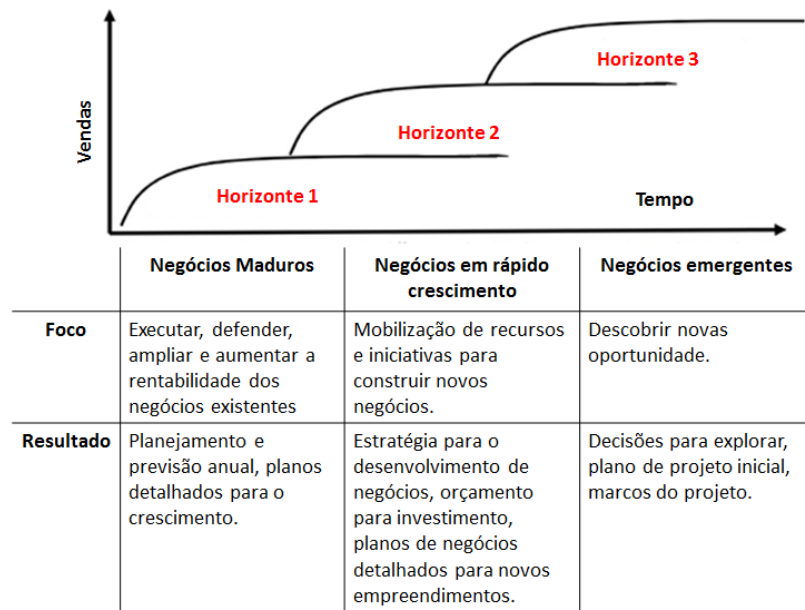 Vendas
Horizonte 3
Horizonte 2
Horizonte 1
Tempo
Negócios Maduros
Negócios em rápido
crescimento
Negócios emergentes
Foco
Executar, defender,
ampliar e aumentar a
rentabilidade dos
negócios existentes
Mobilização de recursos
e iniciativas para
construir novos
negócios.
Descobrir novas
oportunidade.
Resultado
Planejamento e
previsão anual, planos
detalhados para o
crescimento.
Estratégia para o
desenvolvimento de
negócios, orçamento
para investimento,
planos de negócios
detalhados para novos
empreendimentos.
Decisões para explorar,
plano de projeto inicial,
marcos do projeto.